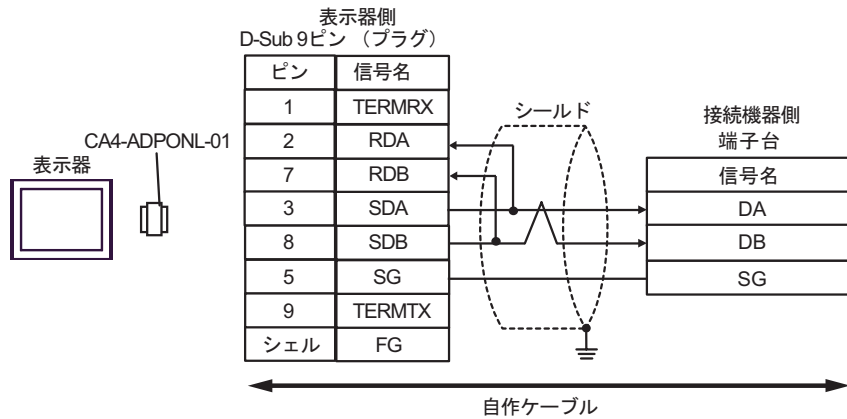 表示器側
D-Sub 9ピン （プラグ）
ピン 信号名
1 TERMRX
2 RDA
7 RDB
3 SDA
8 SDB
5 SG
9 TERMTX
シェル FG
CA4-ADPONL-01
表示器
シールド
接続機器側
端子台
信号名
DA
DB
SG
自作ケーブル